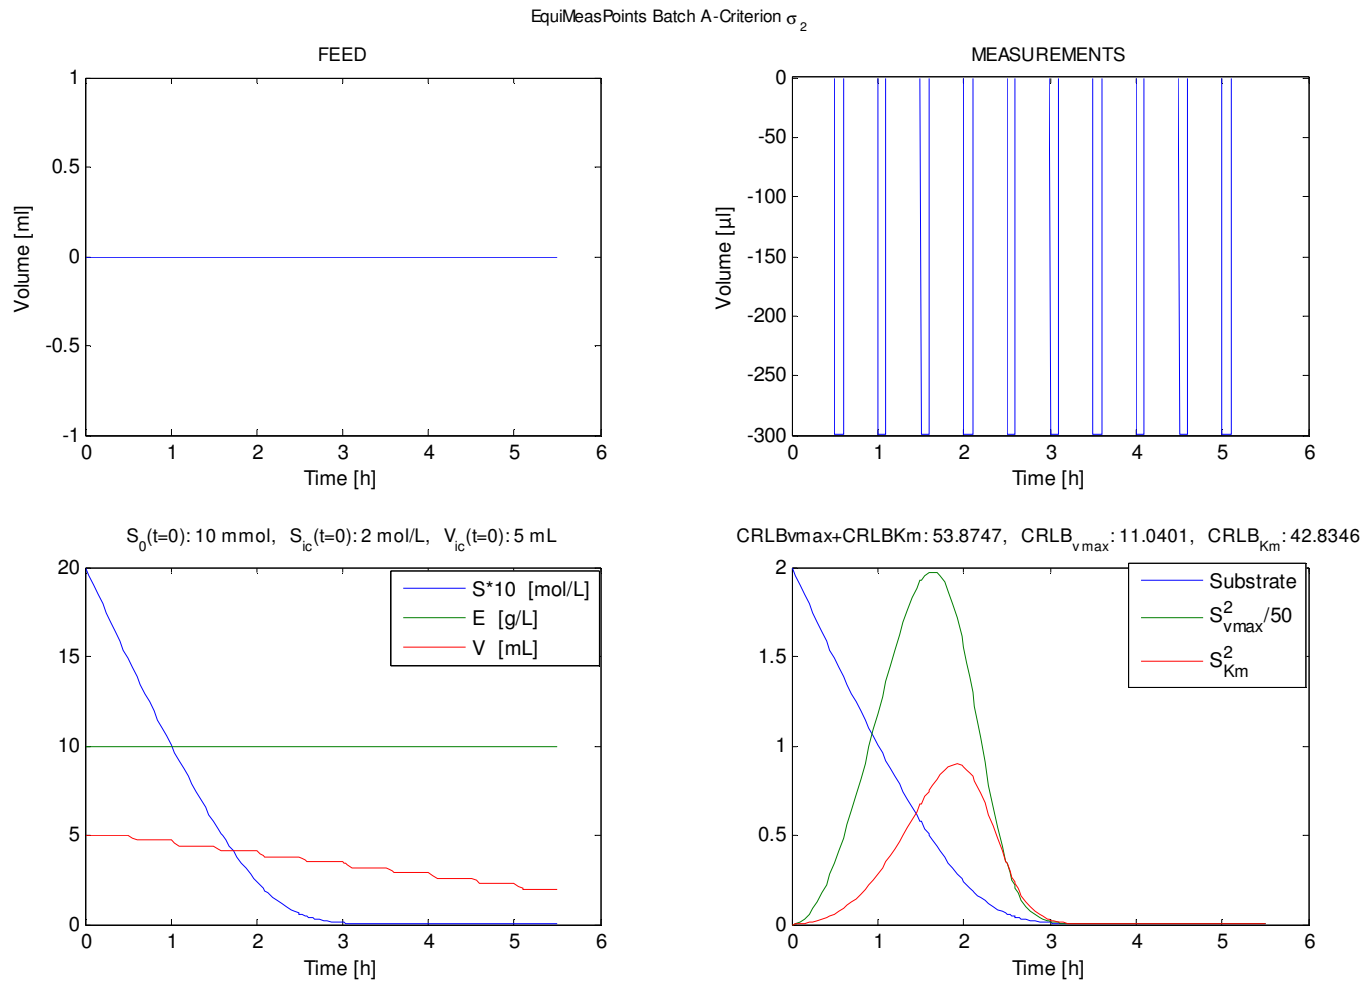 EquiMeasPoints Batch A-Criterion σ2
FEED
1
0.5
0
-0.5
-1
Volume [ml]
0 1 2 3 4 5 6
Time [h]
MEASUREMENTS
0
-50
-100
-150
-200
-250
-300
Volume [µl]
0 1 2 3 4 5 6
Time [h]
S0(t=0): 10 mmol, Sic(t=0): 2 mol/L, Vic(t=0): 5 mL
20
15
10
5
0
S*10 [mol/L]
E [g/L]
V [mL]
0 1 2 3 4 5 6
Time [h]
CRLBvmax+CRLBKm: 53.8747, CRLBvmax: 11.0401, CRLBKm: 42.8346
2
1.5
1
0.5
0
Substrate
S²vmax/50
S²Km
0 1 2 3 4 5 6
Time [h]